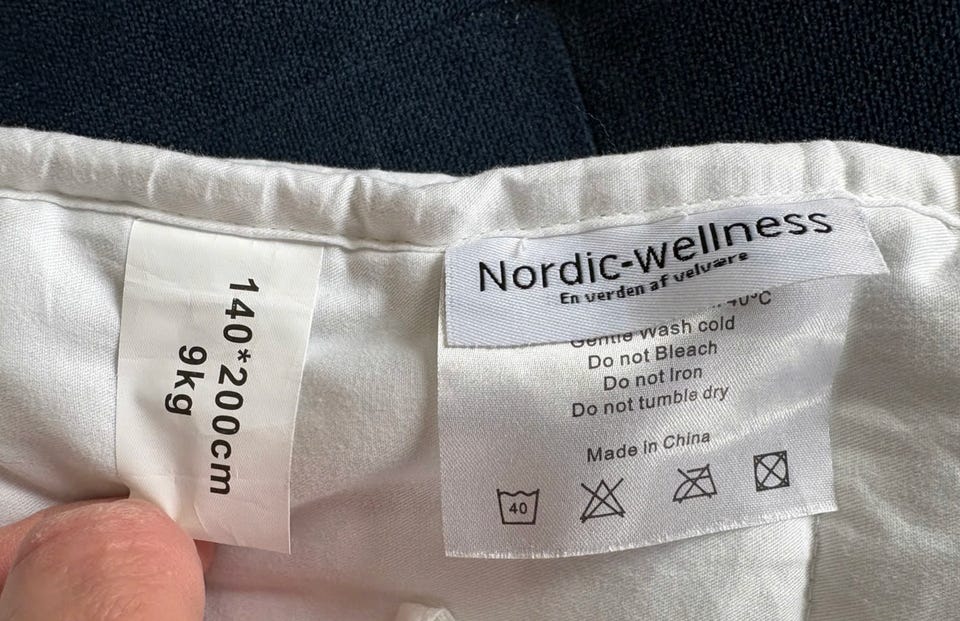 140*200cm
9kg
Nordic-wellness
En verden af velvære
40°C
Gentle Wash cold
Do not Bleach
Do not Iron
Do not tumble dry
Made in China
40